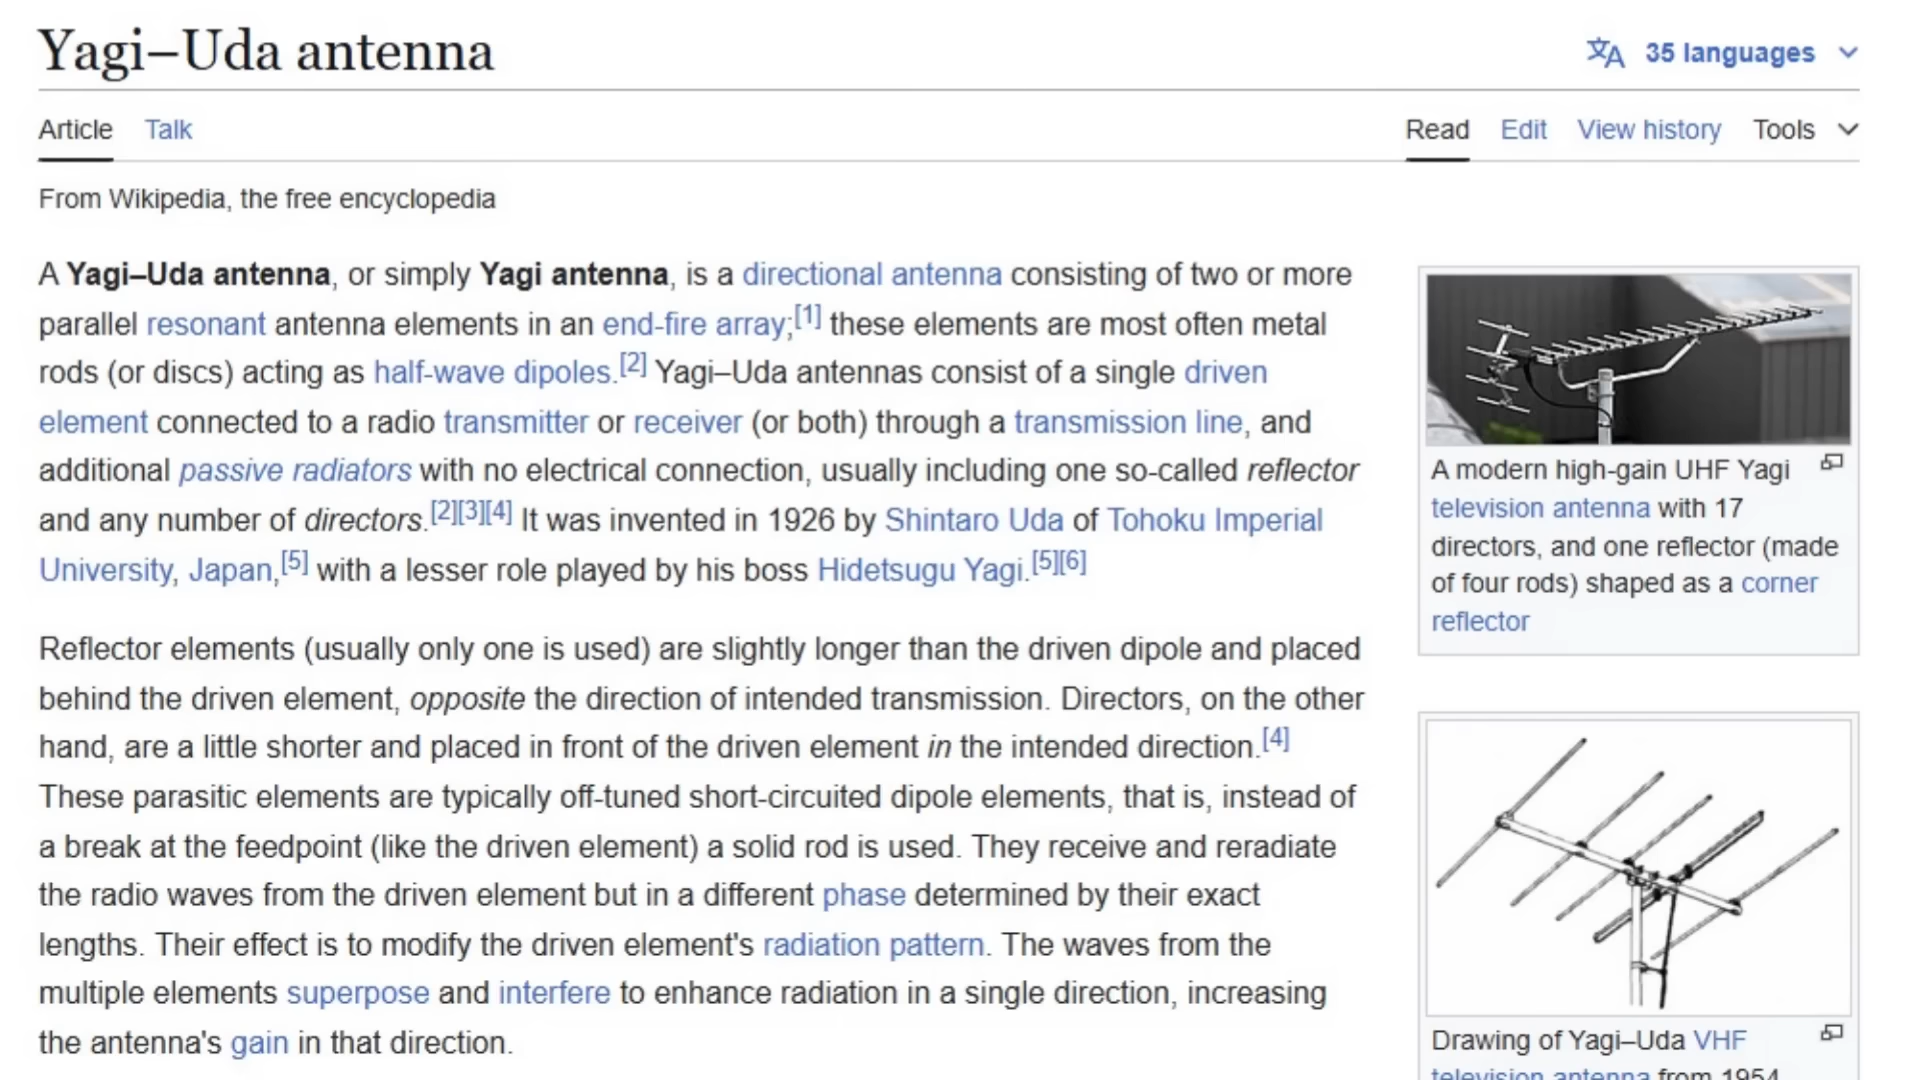 Yagi–Uda antenna
35 languages
Article Talk
Read Edit View history Tools
From Wikipedia, the free encyclopedia
A Yagi–Uda antenna, or simply Yagi antenna, is a directional antenna consisting of two or more
parallel resonant antenna elements in an end-fire array;[1] these elements are most often metal
rods (or discs) acting as half-wave dipoles.[2] Yagi–Uda antennas consist of a single driven
element connected to a radio transmitter or receiver (or both) through a transmission line, and
additional passive radiators with no electrical connection, usually including one so-called reflector
and any number of directors.[2][3][4] It was invented in 1926 by Shintaro Uda of Tohoku Imperial
University, Japan,[5] with a lesser role played by his boss Hidetsugu Yagi.[5][6]
Reflector elements (usually only one is used) are slightly longer than the driven dipole and placed
behind the driven element, opposite the direction of intended transmission. Directors, on the other
hand, are a little shorter and placed in front of the driven element in the intended direction.[4]
These parasitic elements are typically off-tuned short-circuited dipole elements, that is, instead of
a break at the feedpoint (like the driven element) a solid rod is used. They receive and reradiate
the radio waves from the driven element but in a different phase determined by their exact
lengths. Their effect is to modify the driven element's radiation pattern. The waves from the
multiple elements superpose and interfere to enhance radiation in a single direction, increasing
the antenna's gain in that direction.
A modern high-gain UHF Yagi
television antenna with 17
directors, and one reflector (made
of four rods) shaped as a corner
reflector
Drawing of Yagi–Uda VHF
television antenna from 1954